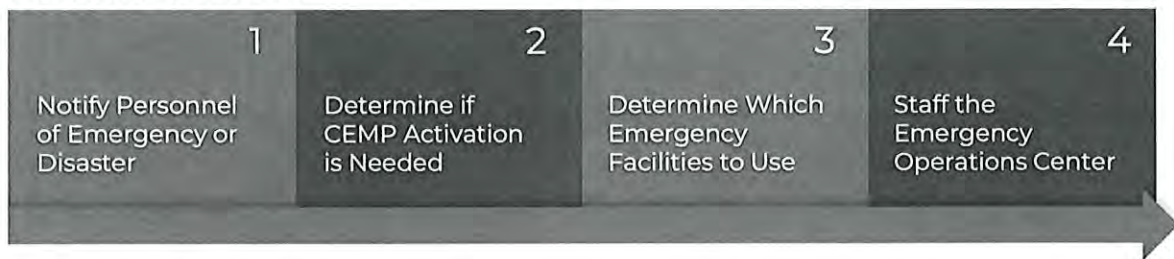 1
Notify Personnel
of Emergency or
Disaster
2
Determine if
CEMP Activation
is Needed
3
Determine Which
Emergency
Facilities to Use
4
Staff the
Emergency
Operations Center